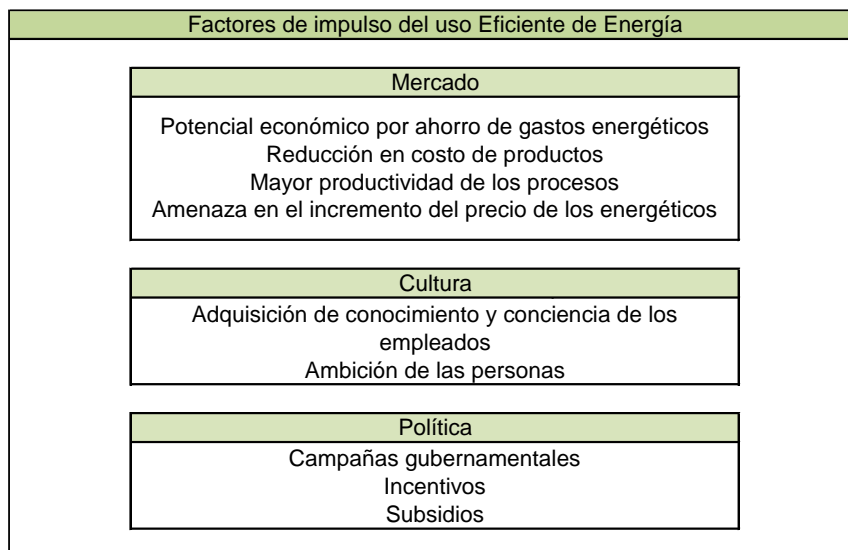 Factores de impulso del uso Eficiente de Energía
Mercado
Potencial económico por ahorro de gastos energéticos
Reducción en costo de productos
Mayor productividad de los procesos
Amenaza en el incremento del precio de los energéticos
Cultura
Adquisición de conocimiento y conciencia de los
empleados
Ambición de las personas
Política
Campañas gubernamentales
Incentivos
Subsidios